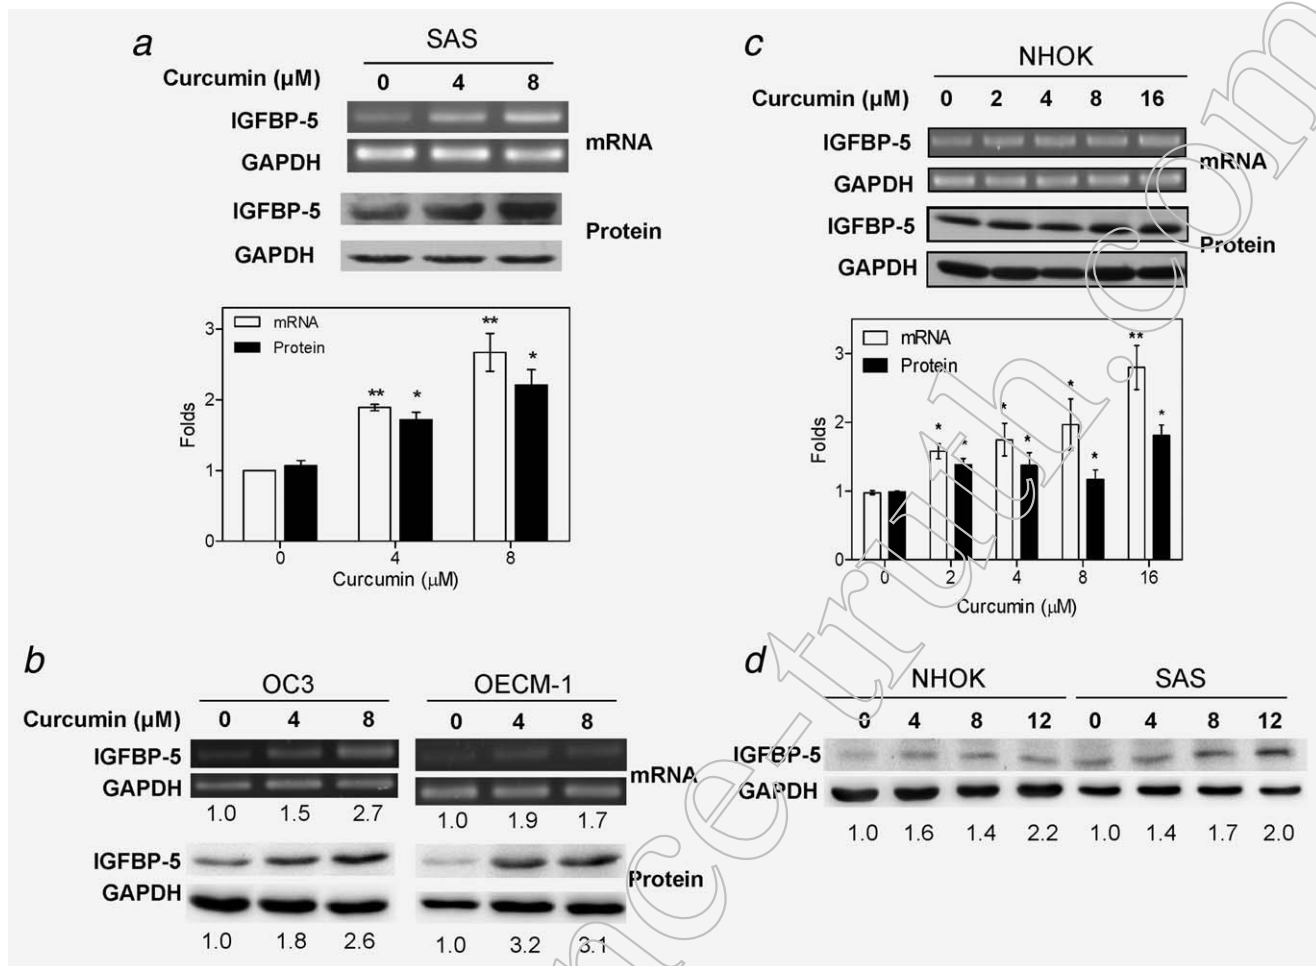 a
SAS
Curcumin (µM) 0 4 8
IGFBP-5
GAPDH
mRNA
IGFBP-5
GAPDH
Protein
mRNA
Protein
** * ** *
Folds
3
2
1
0
0 4 8
Curcumin (µM)
b
OC3 OECM-1
Curcumin (µM) 0 4 8 0 4 8
IGFBP-5
GAPDH
mRNA
1.0 1.5 2.7 1.0 1.9 1.7
IGFBP-5
GAPDH
Protein
1.0 1.8 2.6 1.0 3.2 3.1
c
NHOK
Curcumin (µM) 0 2 4 8 16
IGFBP-5
GAPDH
mRNA
IGFBP-5
GAPDH
Protein
mRNA
Protein
* * * * * * ** *
Folds
3
2
1
0
0 2 4 8 16
Curcumin (µM)
d
NHOK SAS
0 4 8 12 0 4 8 12
IGFBP-5
GAPDH
1.0 1.6 1.4 2.2 1.0 1.4 1.7 2.0
nce-truth.com